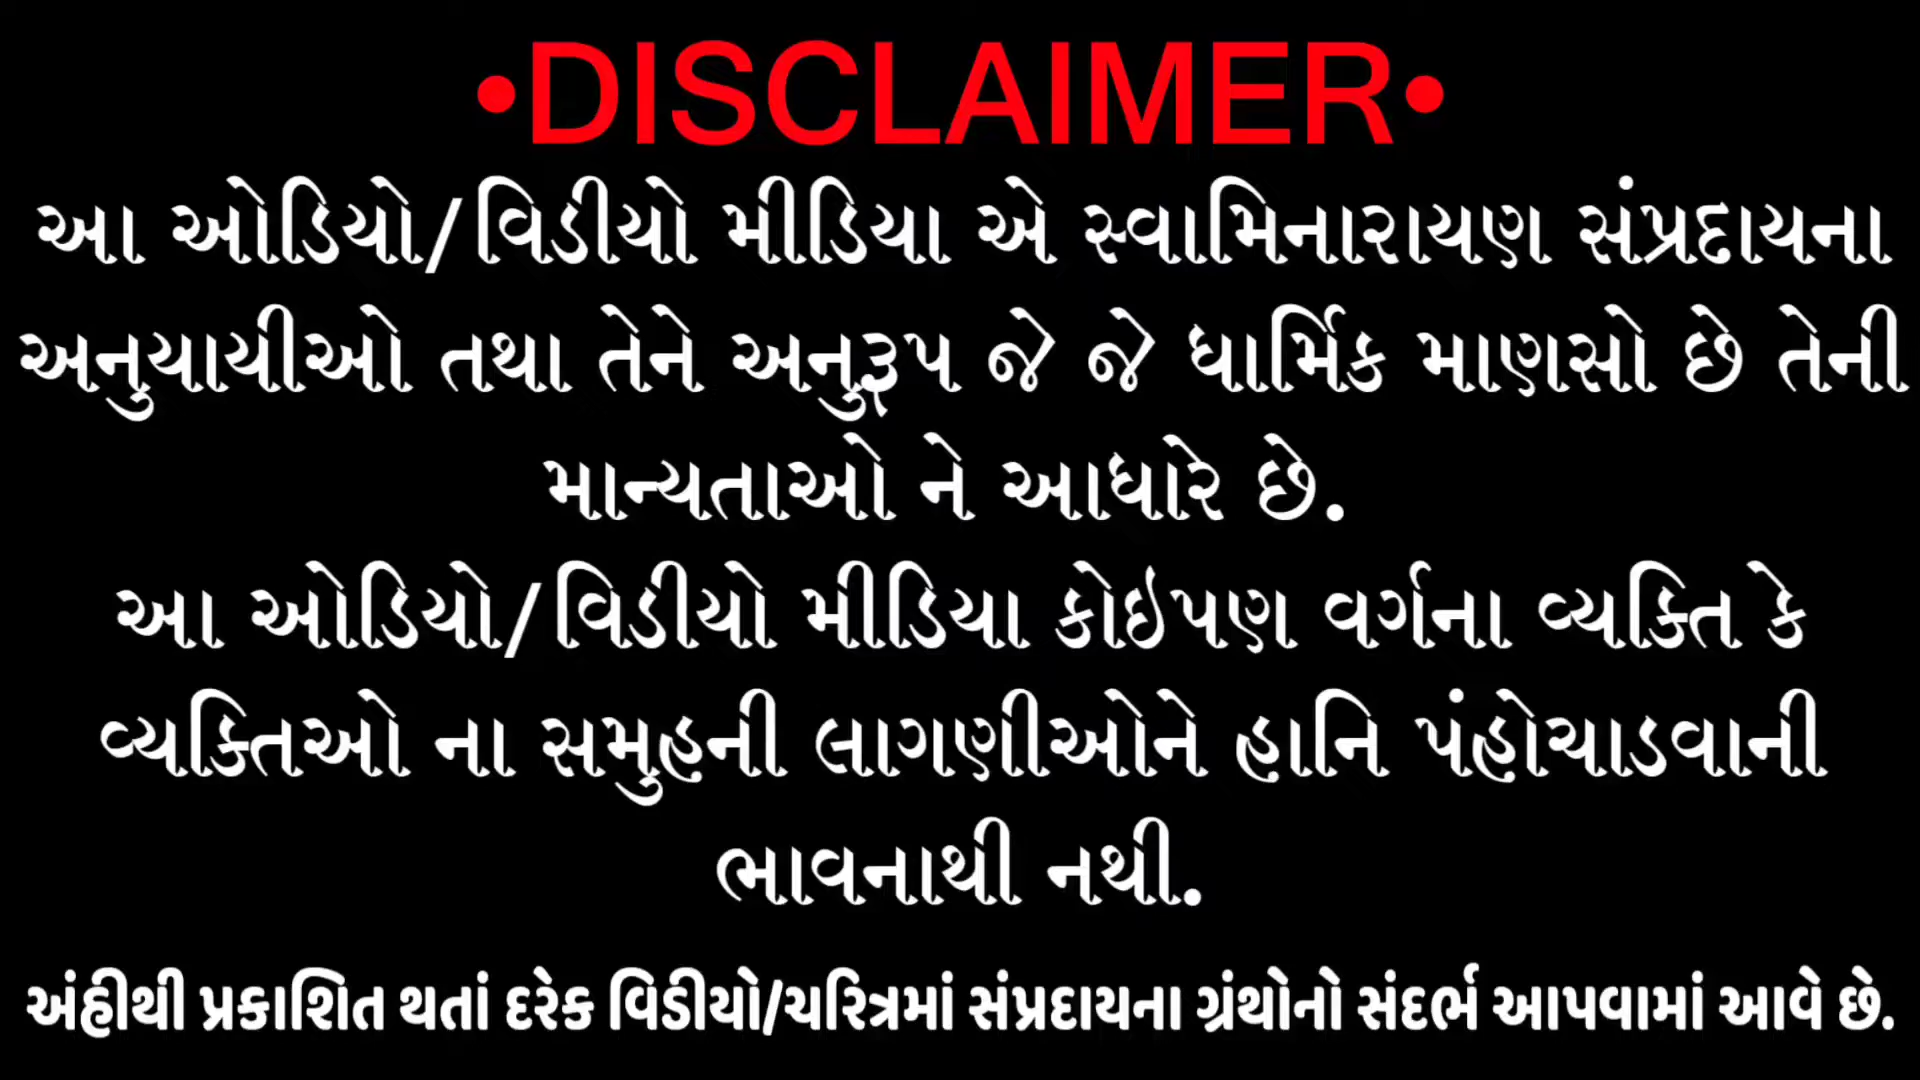 •DISCLAIMER•
આ ઓડિયો/વિડીયો મીડિયા એ સ્વામિનારાયણ સંપ્રદાયના
અનુયાયીઓ તથા તેને અનુરૂપ જે જે ધાર્મિક માણસો છે તેની
માન્યતાઓ ને આધારે છે.
આ ઓડિયો/વિડીયો મીડિયા કોઇપણ વર્ગના વ્યક્તિ કે
વ્યક્તિઓ ના સમુહની લાગણીઓને હાનિ પંહોચાડવાની
ભાવનાથી નથી.
અંહીથી પ્રકાશિત થતાં દરેક વિડીયો/ચરિત્રમાં સંપ્રદાયના ગ્રંથોનો સંદર્ભ આપવામાં આવે છે.